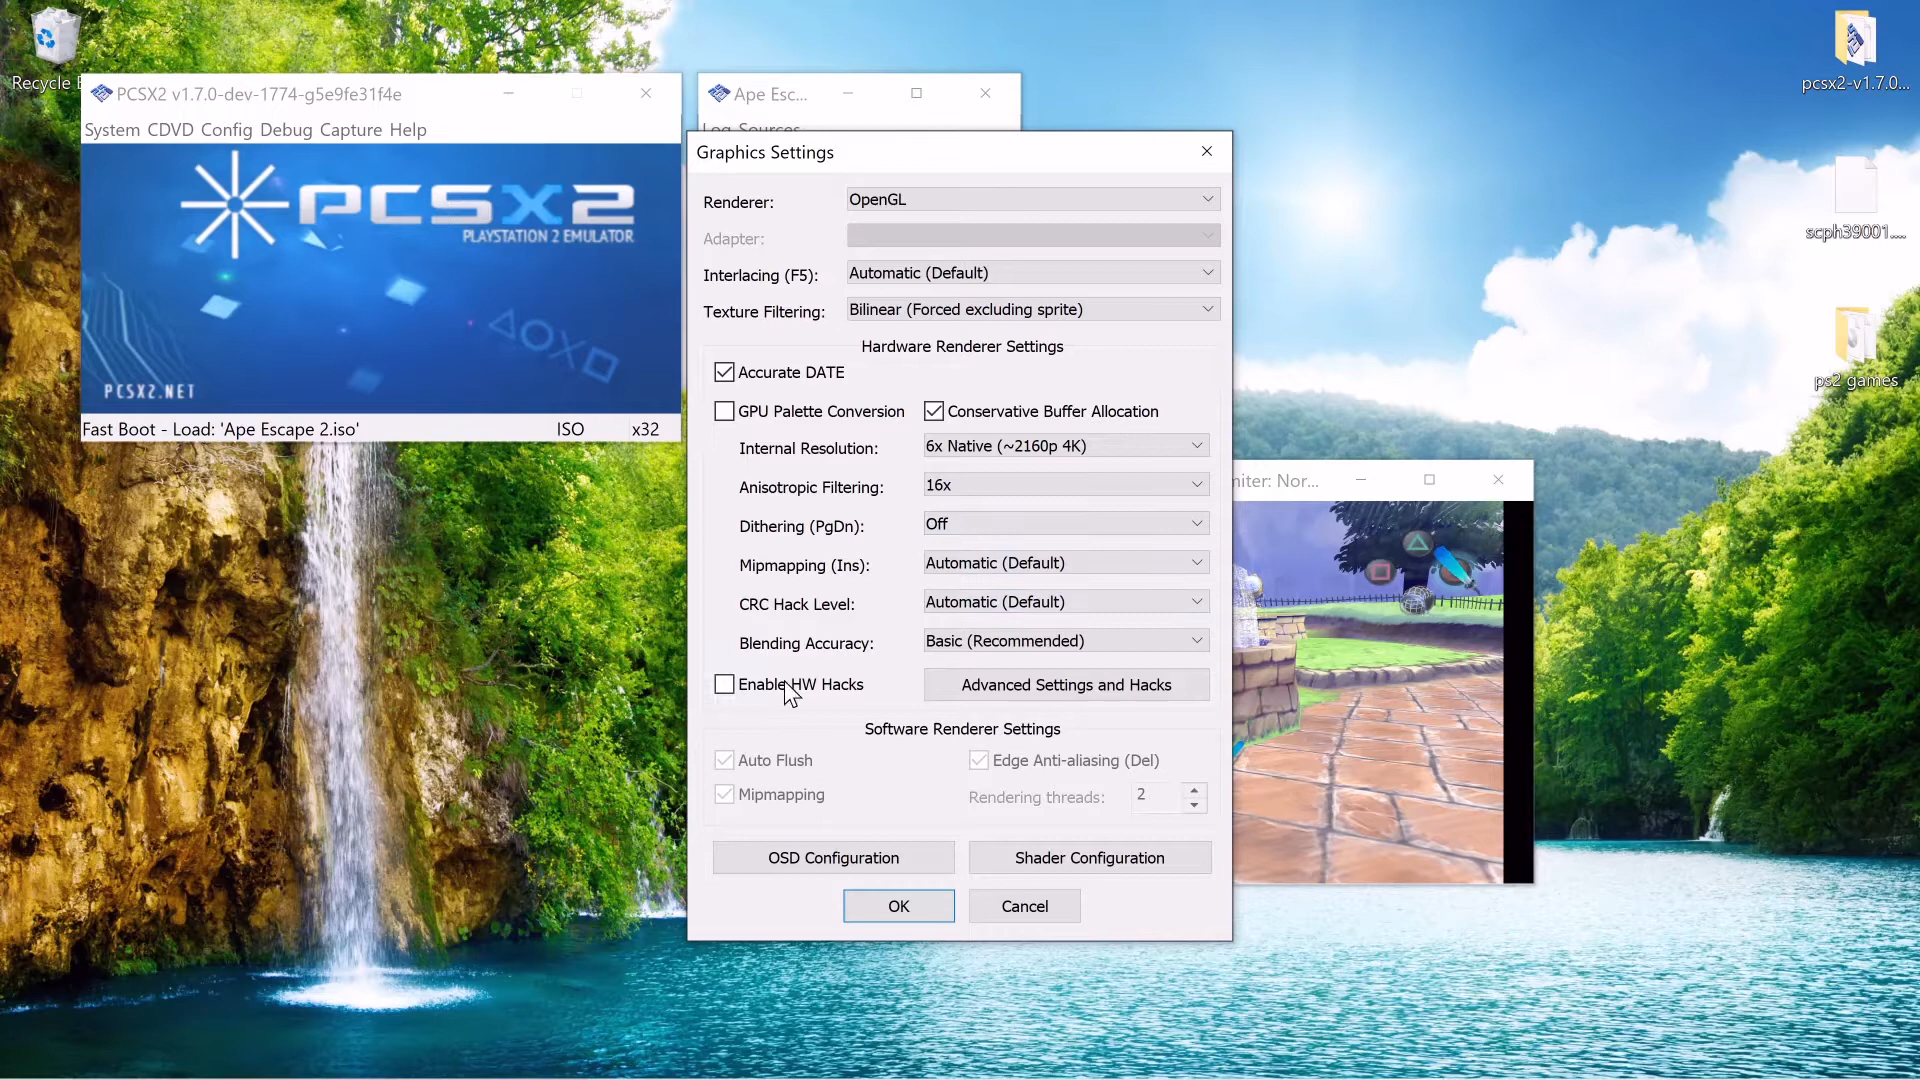 Recycle
PCSX2 v1.7.0-dev-1774-g5e9fe31f4e
System CDVD Config Debug Capture Help
PCSX2
PLAYSTATION 2 EMULATOR
PCSX2.NET
Fast Boot - Load: 'Ape Escape 2.iso'
ISO
x32
Ape Esc...
Log Sources
Graphics Settings
Renderer:
OpenGL
Adapter:
Interlacing (F5):
Automatic (Default)
Texture Filtering:
Bilinear (Forced excluding sprite)
Hardware Renderer Settings
Accurate DATE
GPU Palette Conversion
Conservative Buffer Allocation
Internal Resolution:
6x Native (~2160p 4K)
Anisotropic Filtering:
16x
Dithering (PgDn):
Off
Mipmapping (Ins):
Automatic (Default)
CRC Hack Level:
Automatic (Default)
Blending Accuracy:
Basic (Recommended)
Enable HW Hacks
Advanced Settings and Hacks
Software Renderer Settings
Auto Flush
Edge Anti-aliasing (Del)
Mipmapping
Rendering threads:
2
OSD Configuration
Shader Configuration
OK
Cancel
miter: Nor...
pcsx2-v1.7.0...
scph39001....
ps2 games